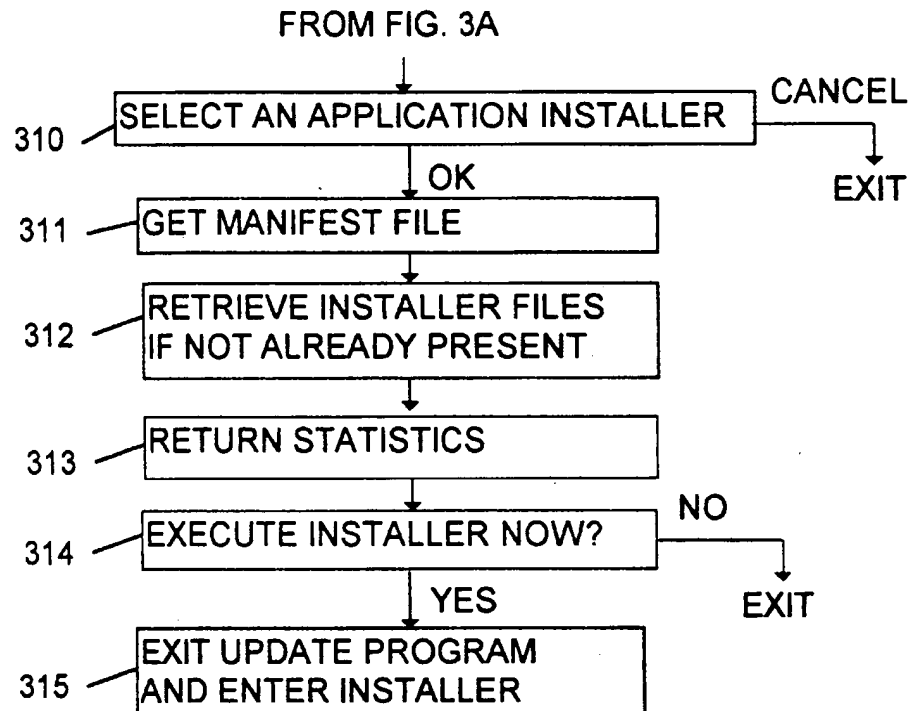 FROM FIG. 3A
CANCEL
310 SELECT AN APPLICATION INSTALLER
EXIT
OK
311 GET MANIFEST FILE
312 RETRIEVE INSTALLER FILES
IF NOT ALREADY PRESENT
313 RETURN STATISTICS
NO
314 EXECUTE INSTALLER NOW?
YES
EXIT
315 EXIT UPDATE PROGRAM
AND ENTER INSTALLER